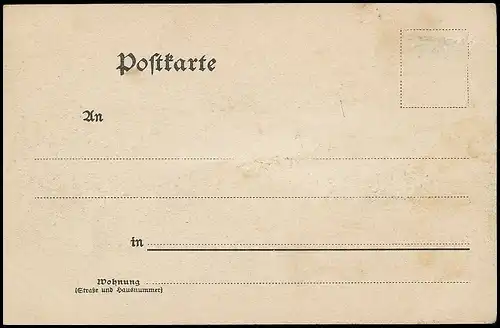 Postkarte
An
in
Wohnung
(Straße und Hausnummer)